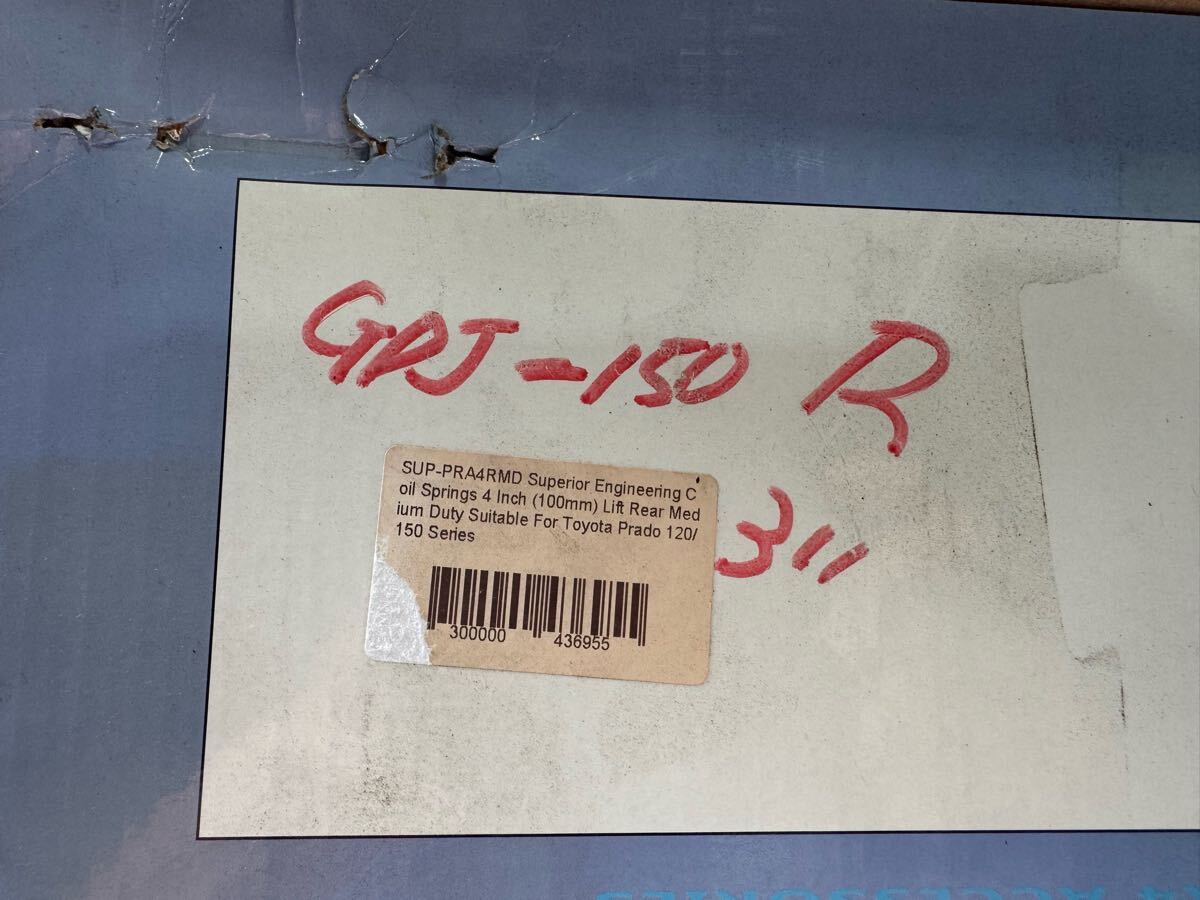 GDJ-150 R
SUP-PRA4RMD Superior Engineering C
oil Springs 4 Inch (100mm) Lift Rear Med
ium Duty Suitable For Toyota Prado 120/
150 Series
3"
300000 436955
ACCESSORIES